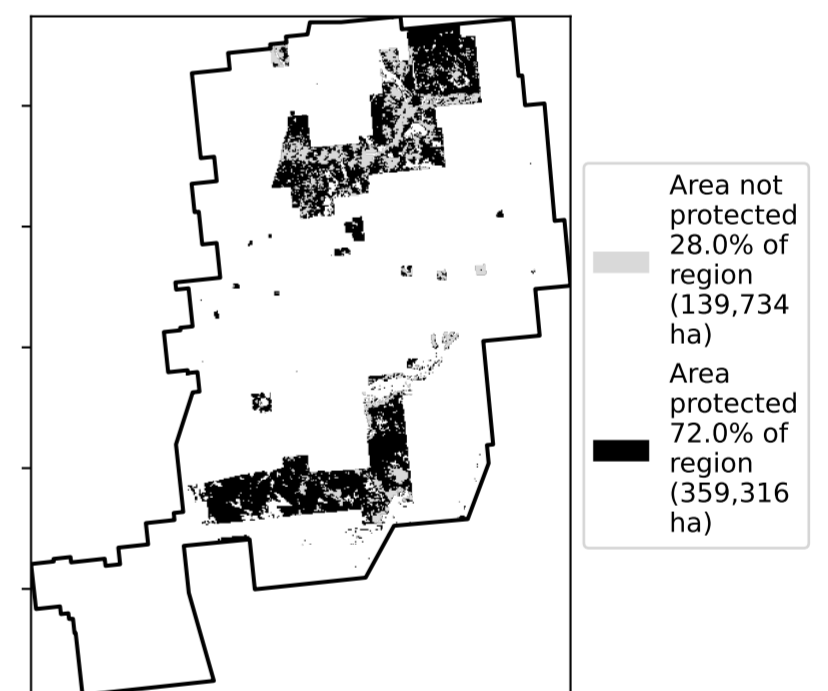 Area not
protected
28.0% of
region
(139,734
ha)
Area
protected
72.0% of
region
(359,316
ha)